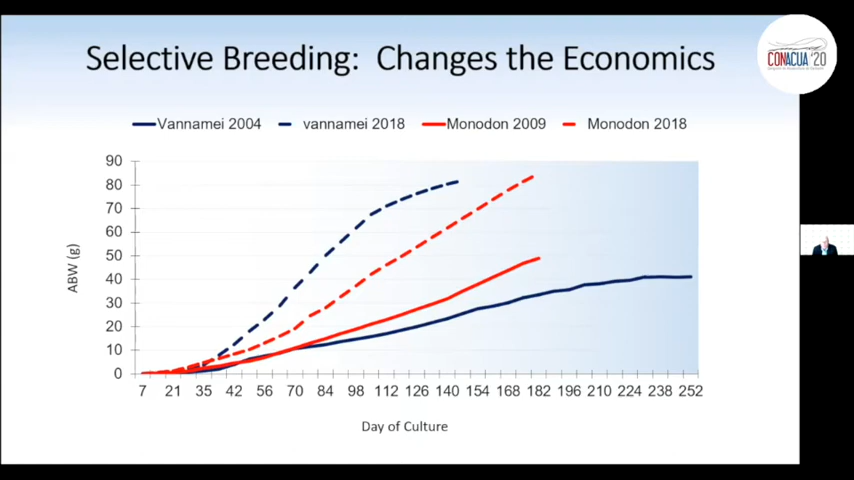 Selective Breeding: Changes the Economics
CONACUA '20
Vannamei 2004 vannamei 2018 Monodon 2009 Monodon 2018
90
80
70
60
50
40
30
20
10
0
ABW (g)
7 21 35 42 56 70 84 98 112 126 140 154 168 182 196 210 224 238 252
Day of Culture